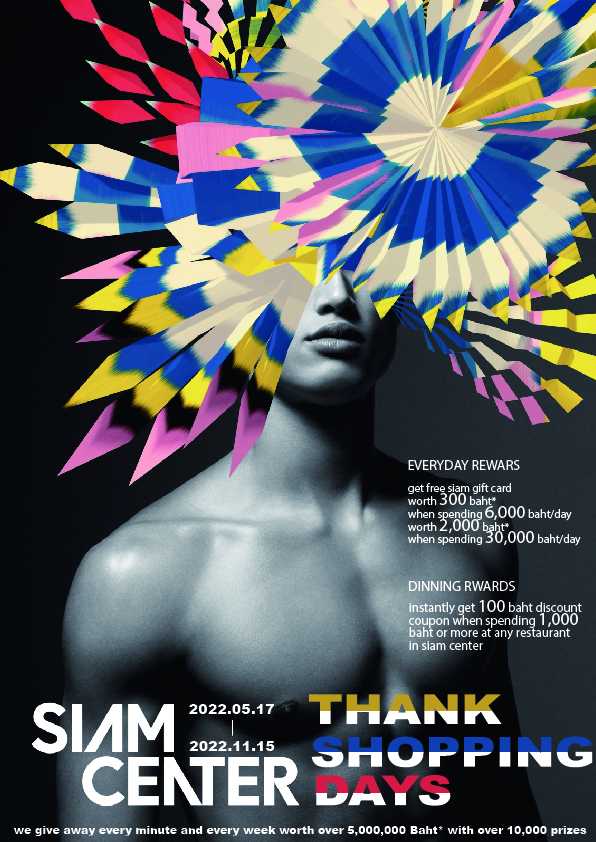 EVERYDAY REWARS
get free siam gift card
worth 300 baht*
when spending 6,000 baht/day
worth 2,000 baht*
when spending 30,000 baht/day
DINNING RWARDS
instantly get 100 baht discount
coupon when spending 1,000
baht or more at any restaurant
in siam center
SIAM
CENTER
2022.05.17
|
2022.11.15
THANK
SHOPPING
DAYS
we give away every minute and every week worth over 5,000,000 Baht* with over 10,000 prizes